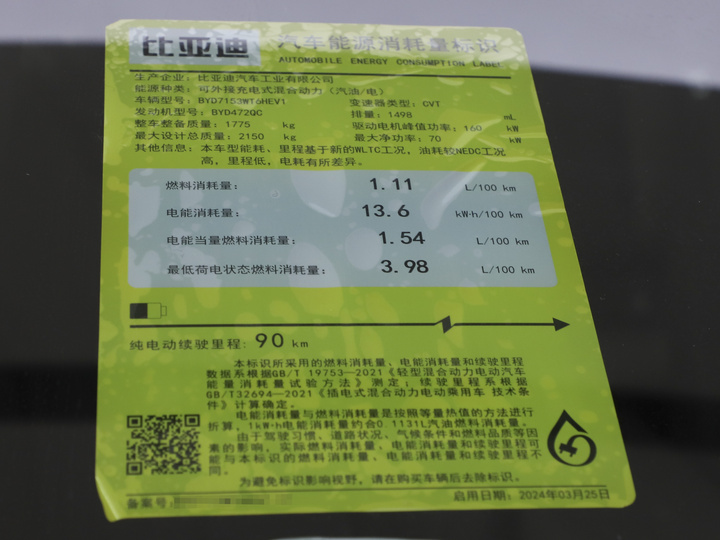 比亚迪 汽车能源消耗量标识
AUTOMOBILE ENERGY CONSUMPTION LABEL
生产企业：比亚迪汽车工业有限公司
能源种类：可外接充电式混合动力（汽油/电）
车辆型号：BYD7153WT6HEV1 变速器类型：CVT
发动机型号：BYD472QC 排量：1498 mL
整车整备质量：1775 kg 驱动电机峰值功率：160 kW
最大设计总质量：2150 kg 最大净功率：70 kW
其他信息：本车型能耗、里程基于新的WLTC工况，油耗较NEDC工况
高，里程低，电耗有所差异。
燃料消耗量： 1.11 L/100 km
电能消耗量： 13.6 kW·h/100 km
电能当量燃料消耗量： 1.54 L/100 km
最低荷电状态燃料消耗量： 3.98 L/100 km
纯电动续驶里程：90 km
本标识所采用的燃料消耗量、电能消耗量和续驶里程
数据系根据GB/T 19753—2021《轻型混合动力电动汽车
能量消耗量试验方法》测定；续驶里程系根据
GB/T32694—2021《插电式混合动力电动乘用车 技术条
件》计算确定。
电能消耗量与燃料消耗量是按照等量热值的方法进行
折算，1kW·h电能消耗量约合0.1131L汽油燃料消耗量。
由于驾驶习惯、道路状况、气候条件和燃料品质等因
素的影响，实际燃料消耗量、电能消耗量和续驶里程可
能与本标识的燃料消耗量、电能消耗量和续驶里程不
同。
为避免标识影响视野，请在购买车辆后去除标识。
备案号：
启用日期：2024年03月25日